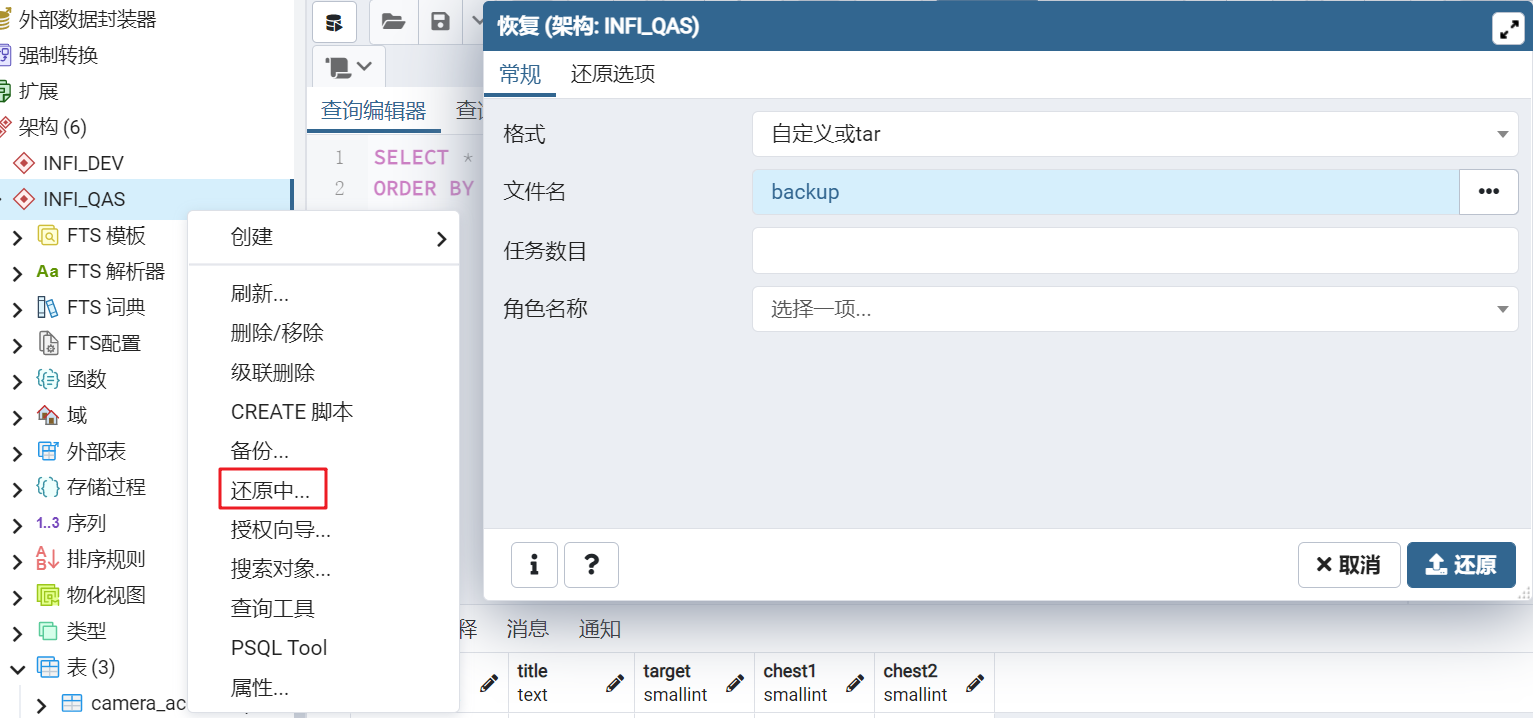 外部数据封装器
强制转换
扩展
架构 (6)
INFI_DEV
INFI_QAS
FTS 模板
Aa FTS 解析器
FTS 词典
FTS配置
函数
域
外部表
存储过程
1..3 序列
排序规则
物化视图
类型
表 (3)
camera_ac
创建
刷新...
删除/移除
级联删除
CREATE 脚本
备份...
还原中...
授权向导...
搜索对象...
查询工具
PSQL Tool
属性...
查询编辑器
1 SELECT *
2 ORDER BY
恢复 (架构: INFI_QAS)
常规 还原选项
格式 自定义或tar
文件名 backup •••
任务数目
角色名称 选择一项...
i ? 取消 还原
释 消息 通知
title target chest1 chest2
text smallint smallint smallint